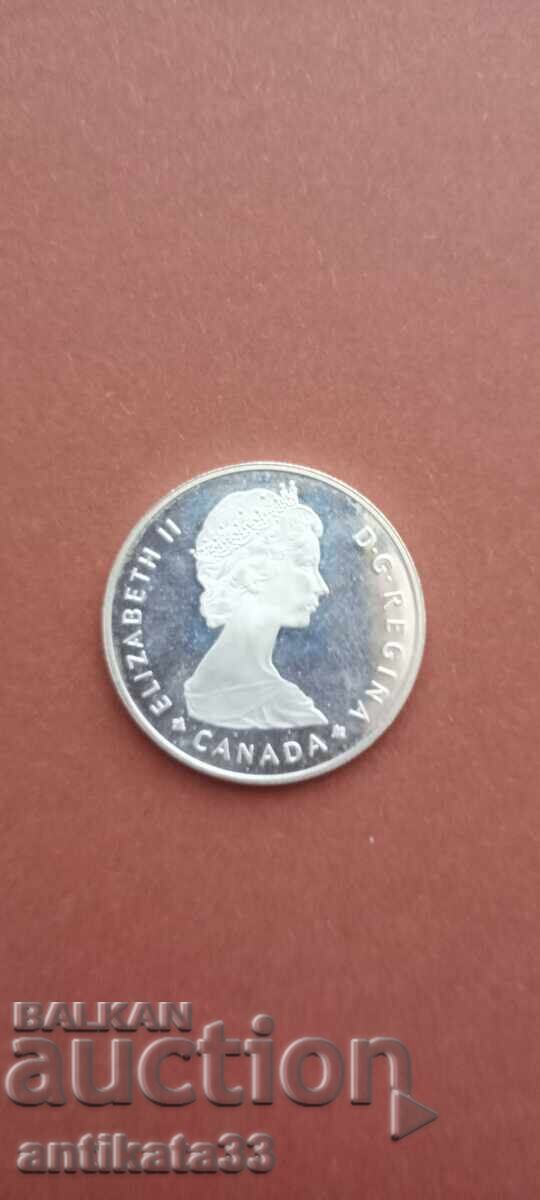 ELIZABETH II
D·G· REGINA
CANADA
BALKAN
auction
antikata33